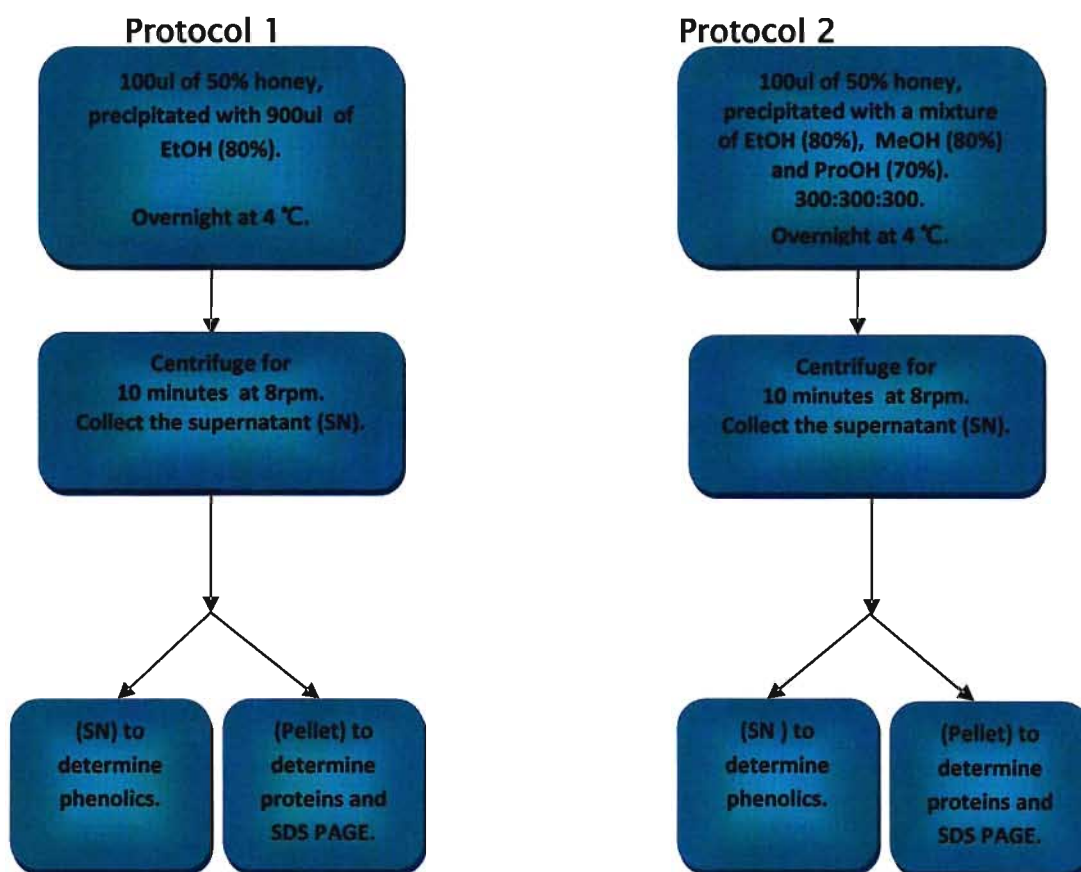 Protocol 1
100ul of 50% honey,
precipitated with 900ul of
EtOH (80%).
Overnight at 4 ℃.
Centrifuge for
10 minutes at 8rpm.
Collect the supernatant (SN).
(SN) to
determine
phenolics.
(Pellet) to
determine
proteins and
SDS PAGE.
Protocol 2
100ul of 50% honey,
precipitated with a mixture
of EtOH (80%), MeOH (80%)
and ProOH (70%).
300:300:300.
Overnight at 4 ℃.
Centrifuge for
10 minutes at 8rpm.
Collect the supernatant (SN).
(SN ) to
determine
phenolics.
(Pellet) to
determine
proteins and
SDS PAGE.